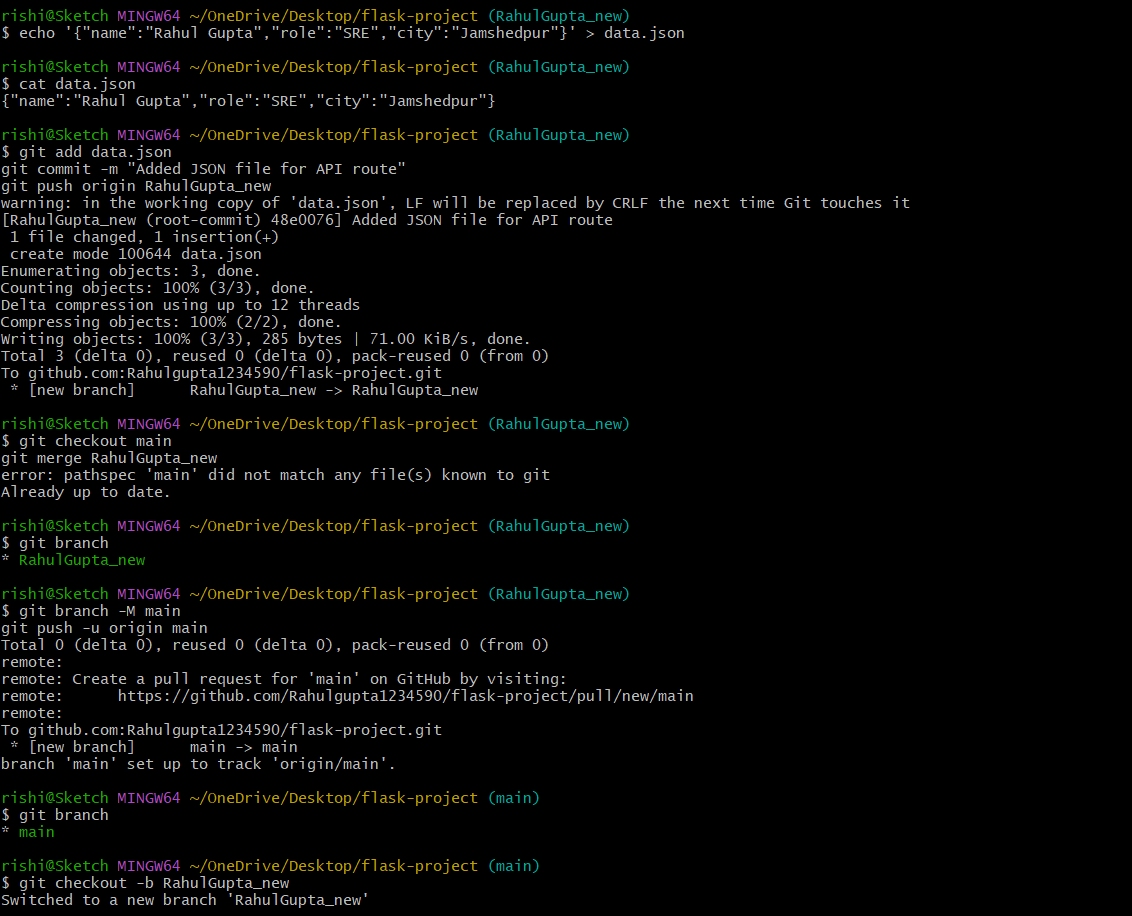 rishi@Sketch MINGW64 ~/OneDrive/Desktop/flask-project (RahulGupta_new)
$ echo '{"name":"Rahul Gupta","role":"SRE","city":"Jamshedpur"}' > data.json

rishi@Sketch MINGW64 ~/OneDrive/Desktop/flask-project (RahulGupta_new)
$ cat data.json
{"name":"Rahul Gupta","role":"SRE","city":"Jamshedpur"}

rishi@Sketch MINGW64 ~/OneDrive/Desktop/flask-project (RahulGupta_new)
$ git add data.json
git commit -m "Added JSON file for API route"
git push origin RahulGupta_new
warning: in the working copy of 'data.json', LF will be replaced by CRLF the next time Git touches it
[RahulGupta_new (root-commit) 48e0076] Added JSON file for API route
 1 file changed, 1 insertion(+)
 create mode 100644 data.json
Enumerating objects: 3, done.
Counting objects: 100% (3/3), done.
Delta compression using up to 12 threads
Compressing objects: 100% (2/2), done.
Writing objects: 100% (3/3), 285 bytes | 71.00 KiB/s, done.
Total 3 (delta 0), reused 0 (delta 0), pack-reused 0 (from 0)
To github.com:Rahulgupta1234590/flask-project.git
 * [new branch]      RahulGupta_new -> RahulGupta_new

rishi@Sketch MINGW64 ~/OneDrive/Desktop/flask-project (RahulGupta_new)
$ git checkout main
git merge RahulGupta_new
error: pathspec 'main' did not match any file(s) known to git
Already up to date.

rishi@Sketch MINGW64 ~/OneDrive/Desktop/flask-project (RahulGupta_new)
$ git branch
* RahulGupta_new

rishi@Sketch MINGW64 ~/OneDrive/Desktop/flask-project (RahulGupta_new)
$ git branch -M main
git push -u origin main
Total 0 (delta 0), reused 0 (delta 0), pack-reused 0 (from 0)
remote:
remote: Create a pull request for 'main' on GitHub by visiting:
remote:      https://github.com/Rahulgupta1234590/flask-project/pull/new/main
remote:
To github.com:Rahulgupta1234590/flask-project.git
 * [new branch]      main -> main
branch 'main' set up to track 'origin/main'.

rishi@Sketch MINGW64 ~/OneDrive/Desktop/flask-project (main)
$ git branch
* main

rishi@Sketch MINGW64 ~/OneDrive/Desktop/flask-project (main)
$ git checkout -b RahulGupta_new
Switched to a new branch 'RahulGupta_new'